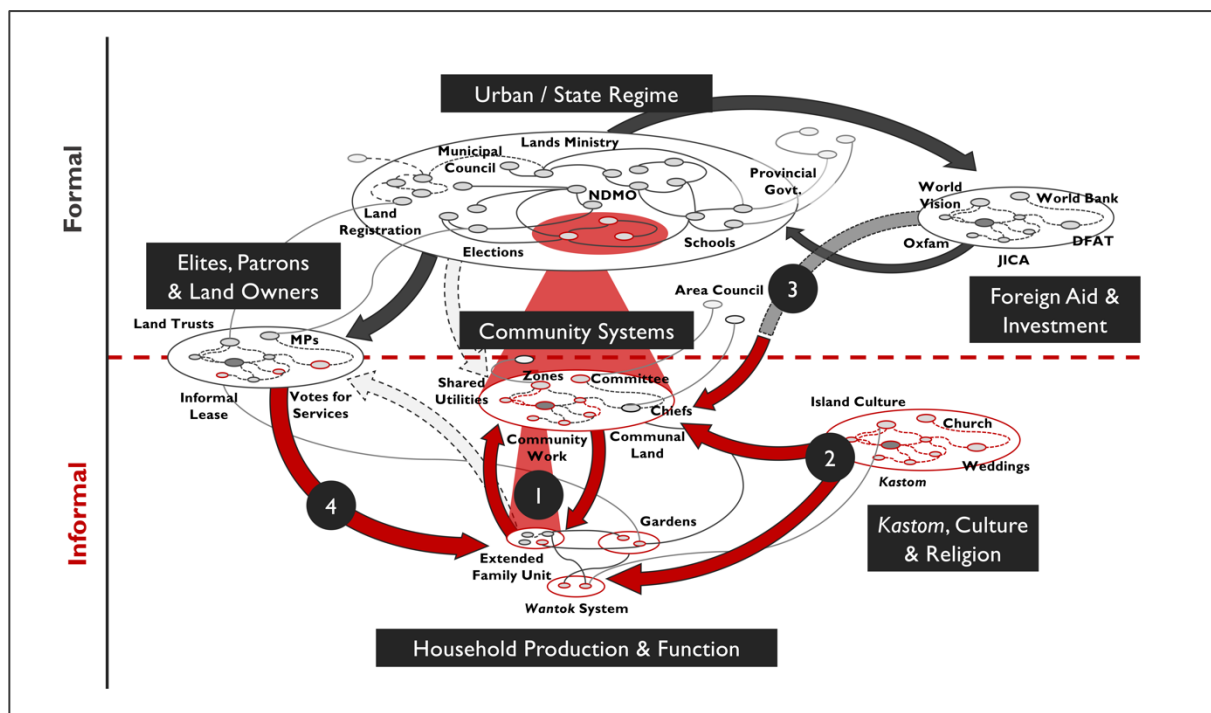 Formal
Informal
Urban / State Regime
Lands Ministry
Municipal
Council
NDMO
Provincial
Govt.
Land
Registration
Elections
Schools
World
Vision
World Bank
Oxfam
DFAT
JICA
Foreign Aid &
Investment
Elites, Patrons
& Land Owners
Land Trusts
MPs
Informal
Lease
Votes for
Services
Area Council
3
Community Systems
Zones
Committee
Shared
Utilities
Chiefs
Community
Work
Communal
Land
Island Culture
Church
Weddings
Kastom
2
Kastom, Culture
& Religion
4
1
Gardens
Extended
Family Unit
Wantok System
Household Production & Function